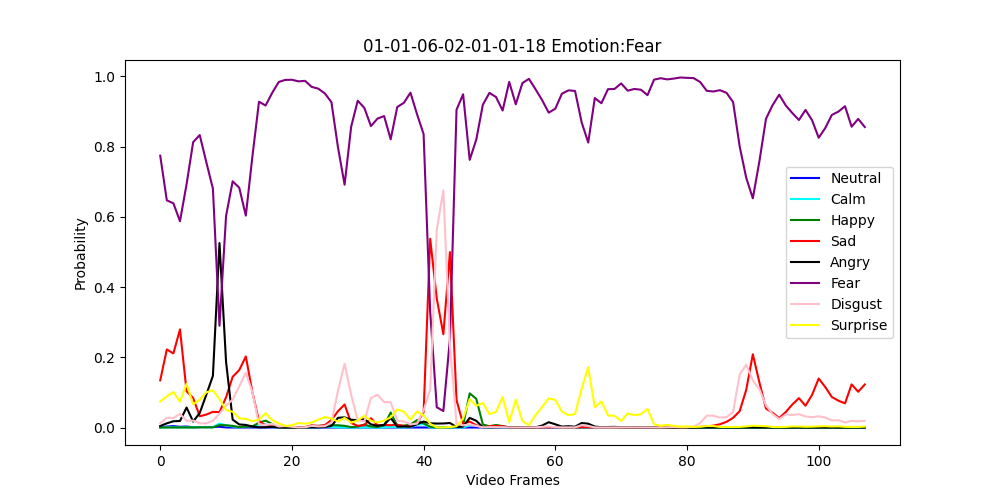 01-01-06-02-01-01-18 Emotion:Fear
1.0
0.8
0.6
0.4
0.2
0.0
Probability
0
20
40
60
80
100
Video Frames
Neutral
Calm
Happy
Sad
Angry
Fear
Disgust
Surprise